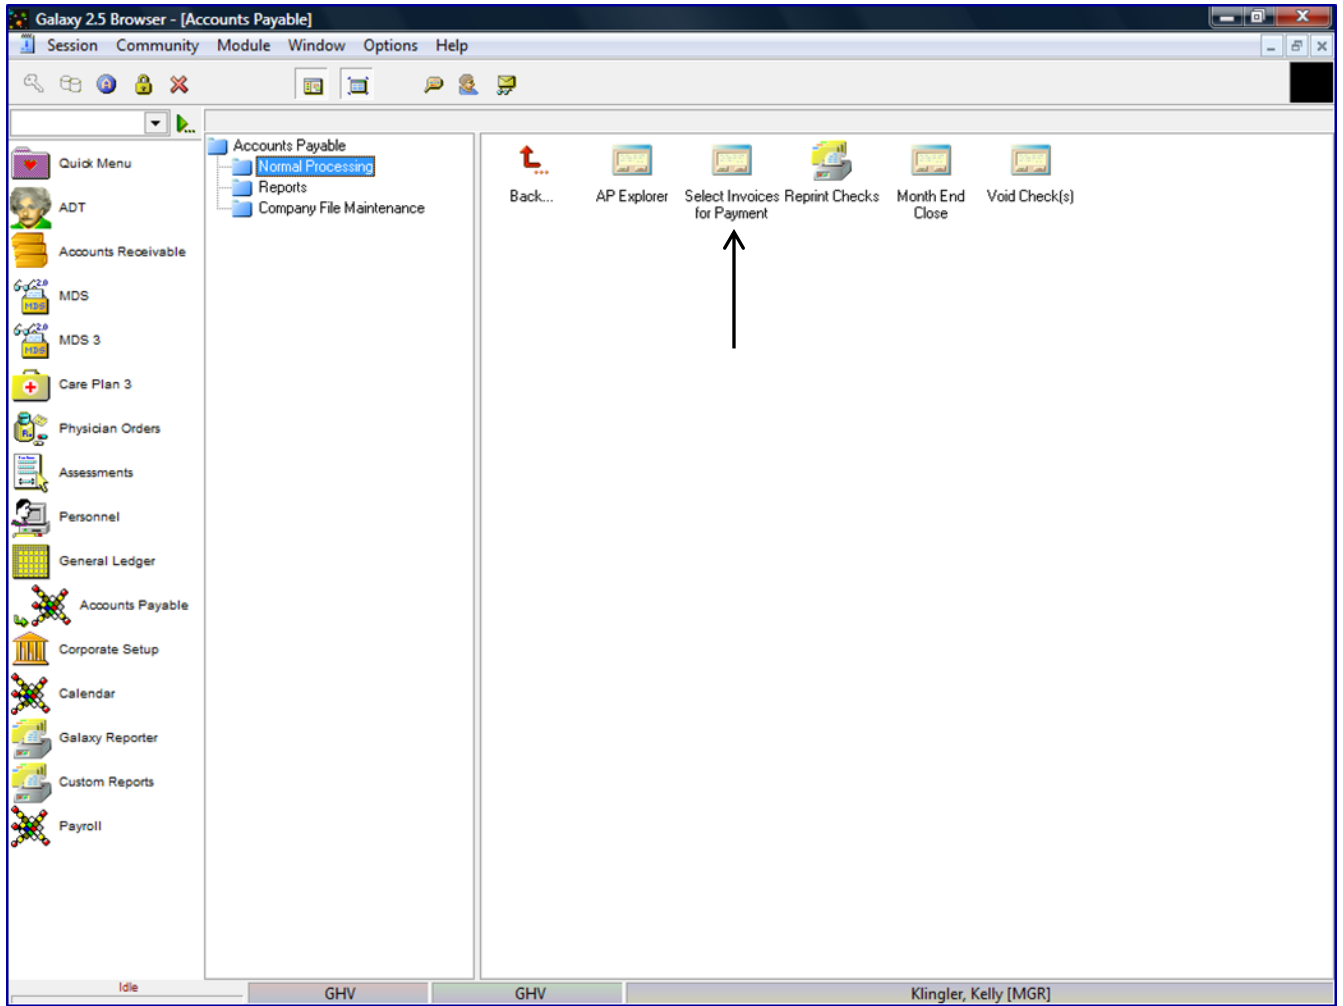 Galaxy 2.5 Browser - [Accounts Payable]
Session Community Module Window Options Help
Quick Menu
ADT
Accounts Receivable
MDS
MDS 3
Care Plan 3
Physician Orders
Assessments
Personnel
General Ledger
Accounts Payable
Corporate Setup
Calendar
Galaxy Reporter
Custom Reports
Payroll
Accounts Payable
Normal Processing
Reports
Company File Maintenance
Back...
AP Explorer
Select Invoices
for Payment
Reprint Checks
Month End
Close
Void Check(s)
Idle
GHV
GHV
Klingler, Kelly [MGR]